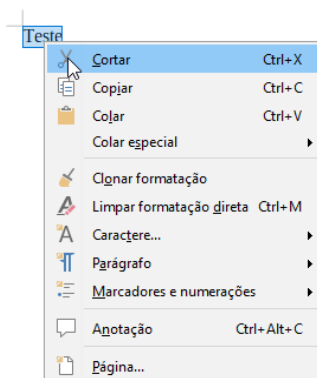 Teste
Cortar Ctrl+X
Copiar Ctrl+C
Colar Ctrl+V
Colar especial
Clonar formatação
Limpar formatação direta Ctrl+M
Caractere...
Parágrafo
Marcadores e numerações
Anotação Ctrl+Alt+C
Página...